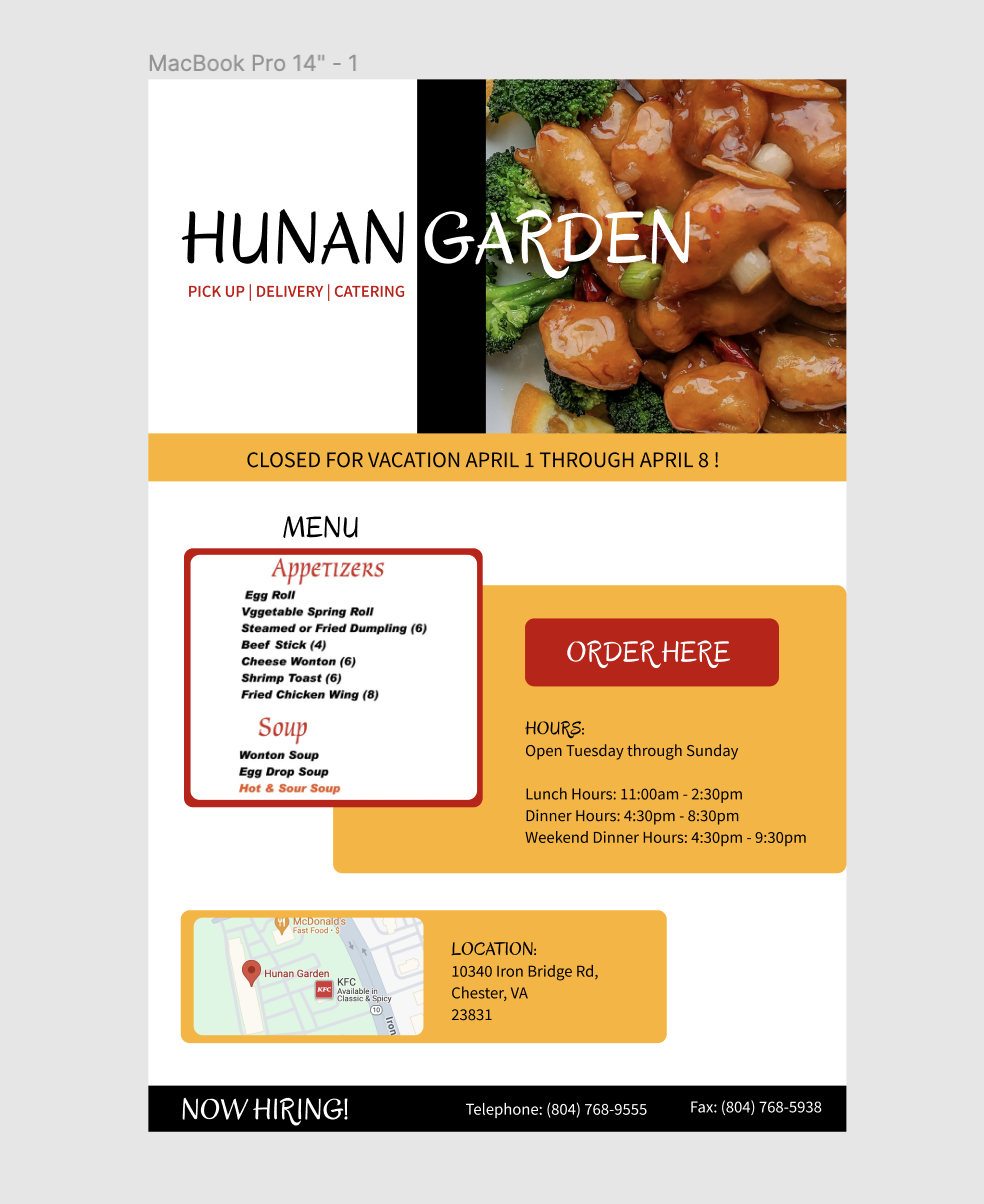 MacBook Pro 14" - 1
HUNAN GARDEN
PICK UP | DELIVERY | CATERING
CLOSED FOR VACATION APRIL 1 THROUGH APRIL 8 !
MENU
Appetizers
Egg Roll
Vggetable Spring Roll
Steamed or Fried Dumpling (6)
Beef Stick (4)
Cheese Wonton (6)
Shrimp Toast (6)
Fried Chicken Wing (8)
Soup
Wonton Soup
Egg Drop Soup
Hot & Sour Soup
ORDER HERE
HOURS:
Open Tuesday through Sunday
Lunch Hours: 11:00am - 2:30pm
Dinner Hours: 4:30pm - 8:30pm
Weekend Dinner Hours: 4:30pm - 9:30pm
McDonald's
Fast Food • $
Hunan Garden
KFC
KFC
Available in
Classic & Spicy
10
Iron
LOCATION:
10340 Iron Bridge Rd,
Chester, VA
23831
NOW HIRING!
Telephone: (804) 768-9555
Fax: (804) 768-5938